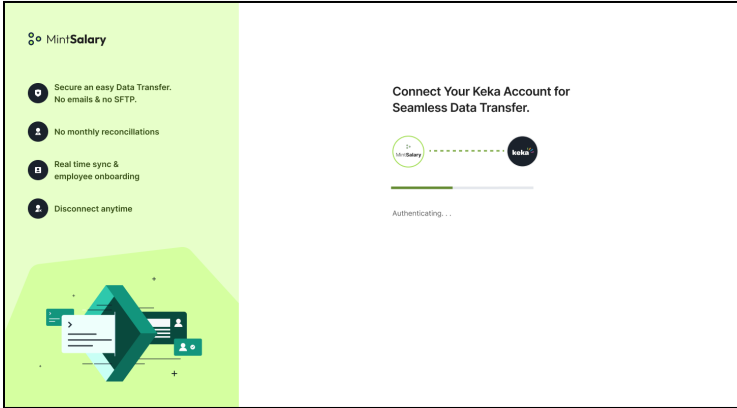 MintSalary
Secure an easy Data Transfer.
No emails & no SFTP.
No monthly reconcillations
Real time sync &
employee onboarding
Disconnect anytime
Connect Your Keka Account for
Seamless Data Transfer.
MintSalary
keka
Authenticating. . .